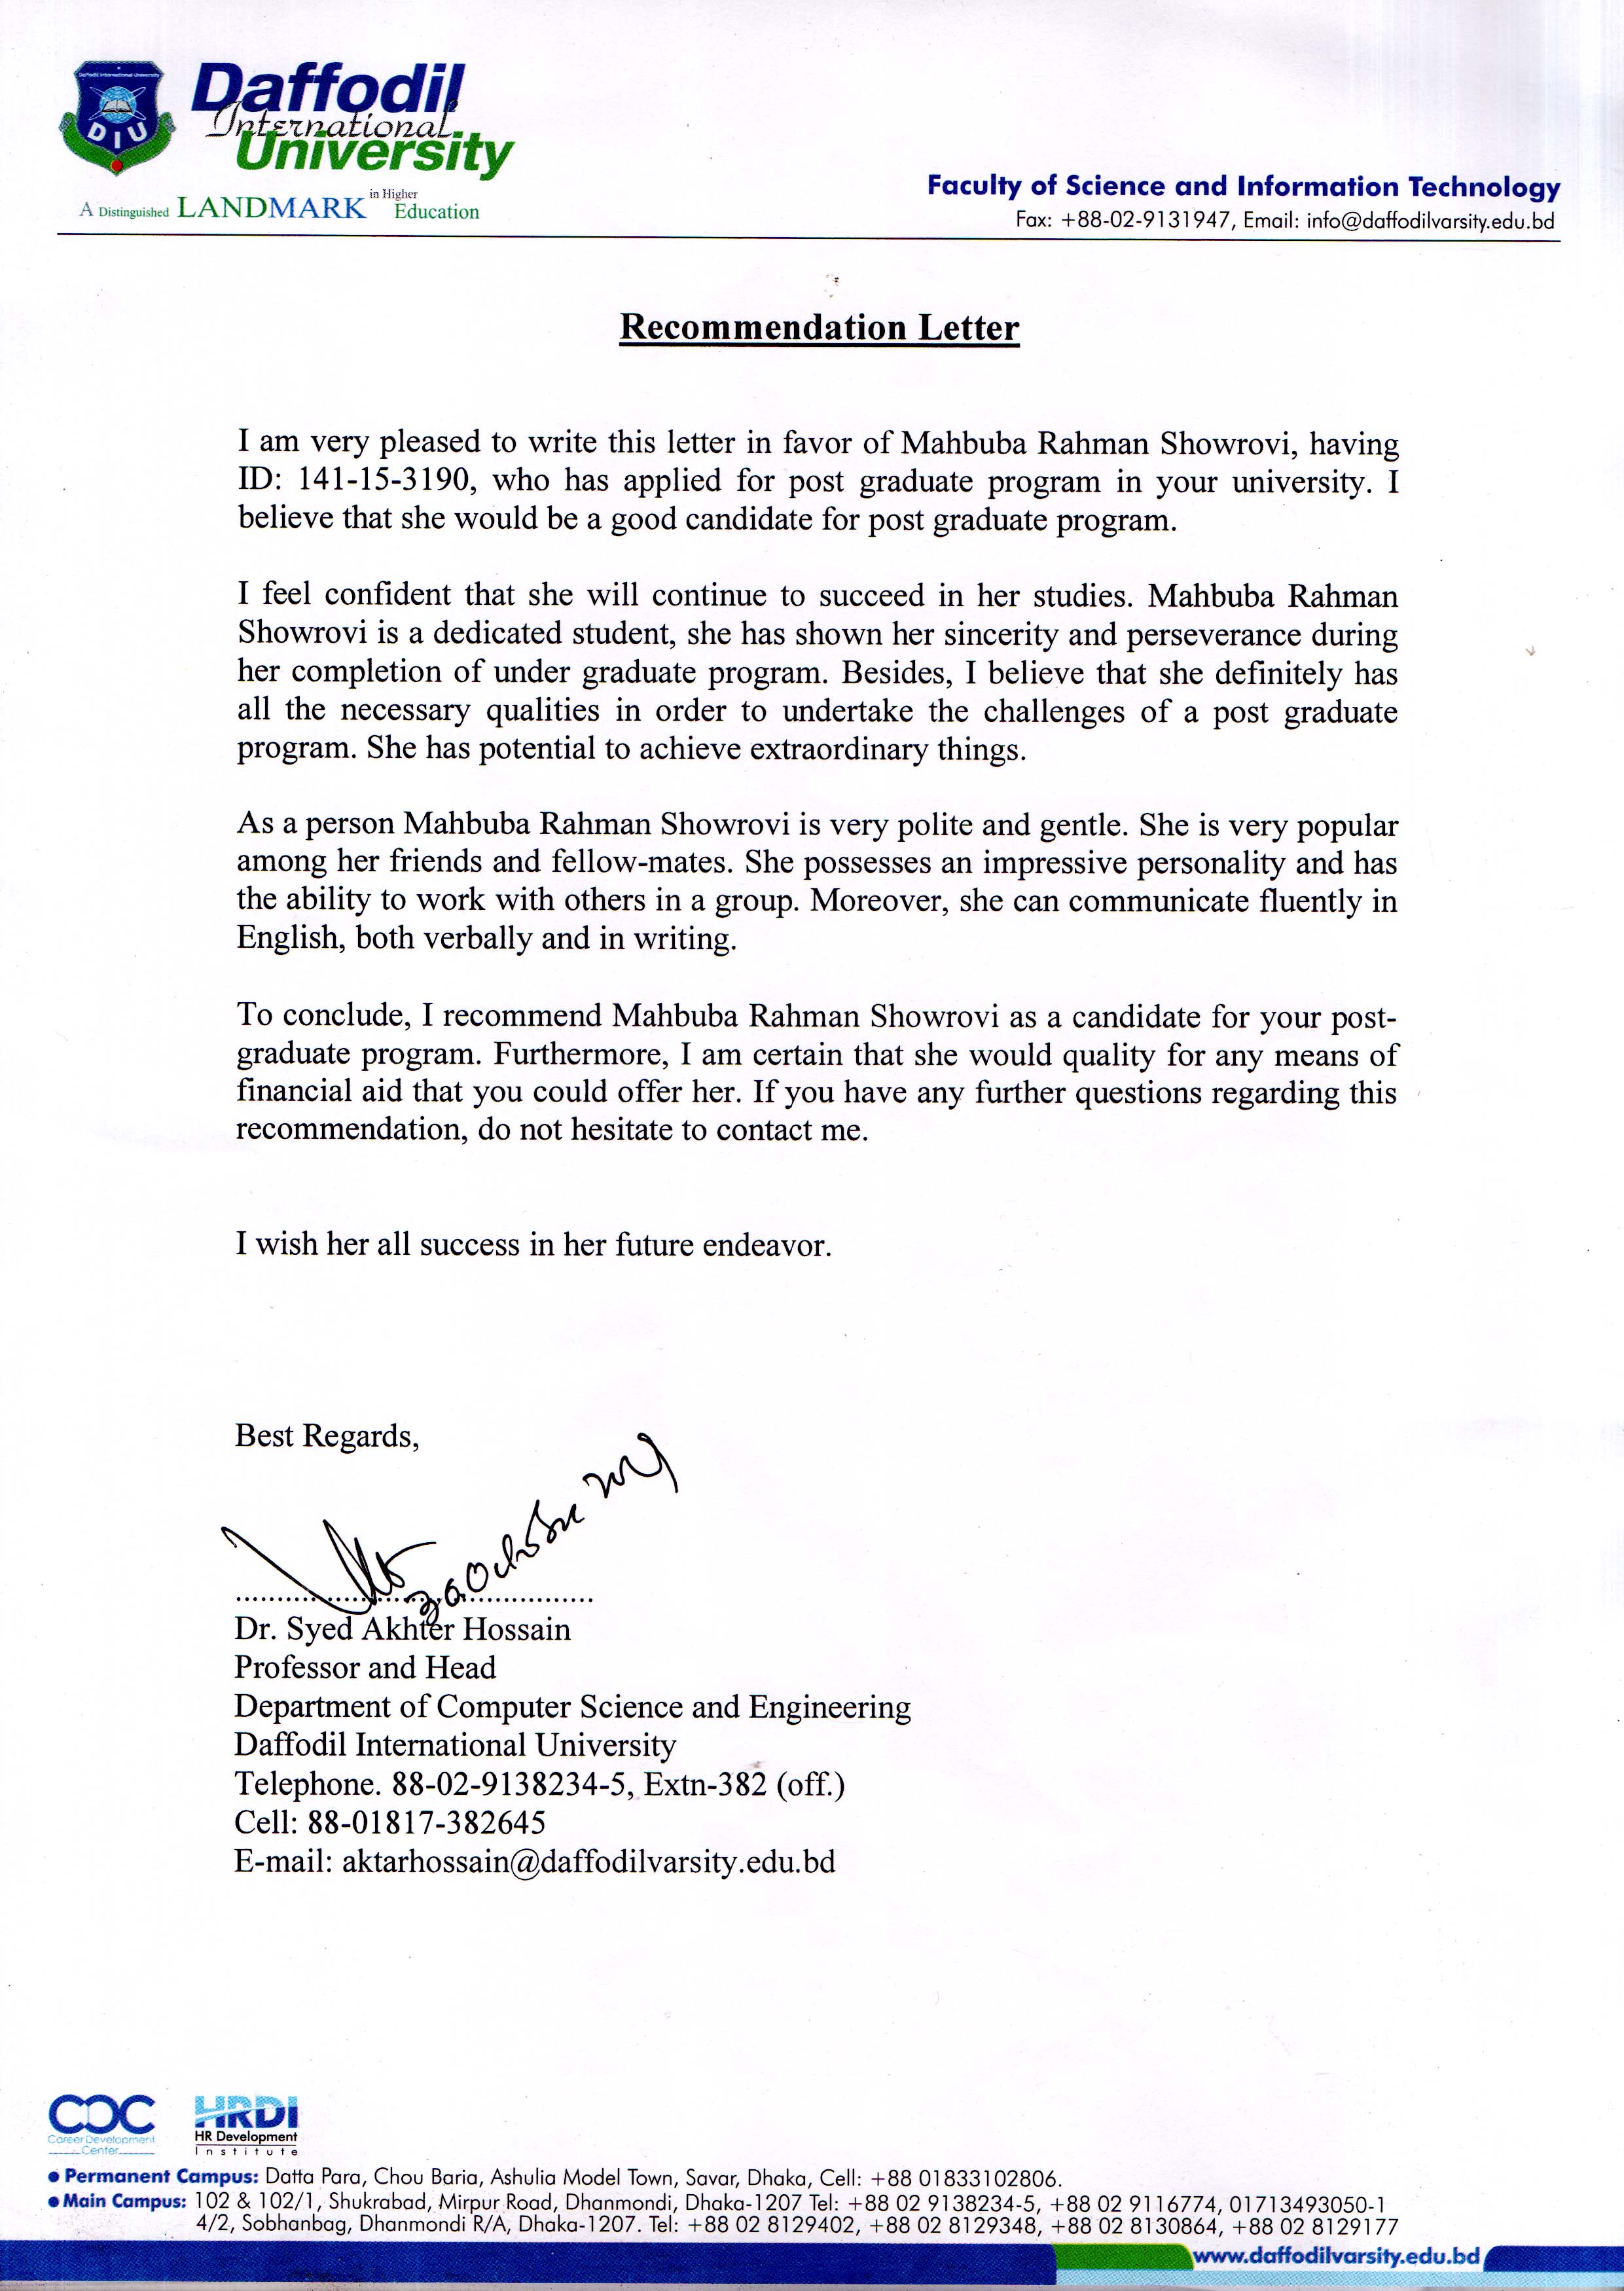 Daffodil International University
DIU
Daffodil
International
University
A Distinguished LANDMARK in Higher Education
Faculty of Science and Information Technology
Fax: +88-02-9131947, Email: info@daffodilvarsity.edu.bd
Recommendation Letter
I am very pleased to write this letter in favor of Mahbuba Rahman Showrovi, having
ID: 141-15-3190, who has applied for post graduate program in your university. I
believe that she would be a good candidate for post graduate program.
I feel confident that she will continue to succeed in her studies. Mahbuba Rahman
Showrovi is a dedicated student, she has shown her sincerity and perseverance during
her completion of under graduate program. Besides, I believe that she definitely has
all the necessary qualities in order to undertake the challenges of a post graduate
program. She has potential to achieve extraordinary things.
As a person Mahbuba Rahman Showrovi is very polite and gentle. She is very popular
among her friends and fellow-mates. She possesses an impressive personality and has
the ability to work with others in a group. Moreover, she can communicate fluently in
English, both verbally and in writing.
To conclude, I recommend Mahbuba Rahman Showrovi as a candidate for your post-
graduate program. Furthermore, I am certain that she would quality for any means of
financial aid that you could offer her. If you have any further questions regarding this
recommendation, do not hesitate to contact me.
I wish her all success in her future endeavor.
Best Regards,
Dr. Syed Akhter Hossain
Professor and Head
Department of Computer Science and Engineering
Daffodil International University
Telephone. 88-02-9138234-5, Extn-382 (off.)
Cell: 88-01817-382645
E-mail: aktarhossain@daffodilvarsity.edu.bd
CDC
Career Development
Center
HRDI
HR Development
Institute
• Permanent Campus: Datta Para, Chou Baria, Ashulia Model Town, Savar, Dhaka, Cell: +88 01833102806.
• Main Campus: 102 & 102/1, Shukrabad, Mirpur Road, Dhanmondi, Dhaka-1207 Tel: +88 02 9138234-5, +88 02 9116774, 01713493050-1
4/2, Sobhanbag, Dhanmondi R/A, Dhaka-1207. Tel: +88 02 8129402, +88 02 8129348, +88 02 8130864, +88 02 8129177
www.daffodilvarsity.edu.bd